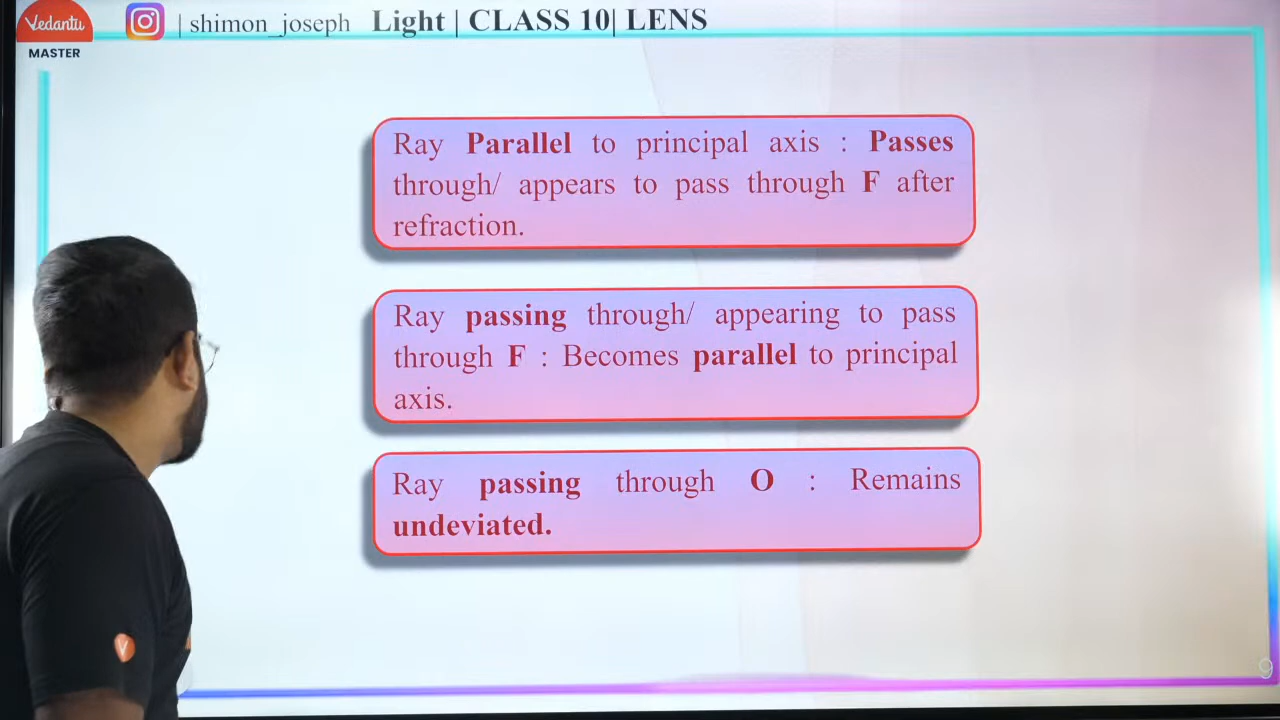 Vedantu
MASTER
| shimon_joseph Light | CLASS 10| LENS
Ray Parallel to principal axis : Passes
through/ appears to pass through F after
refraction.
Ray passing through/ appearing to pass
through F : Becomes parallel to principal
axis.
Ray passing through O : Remains
undeviated.
9